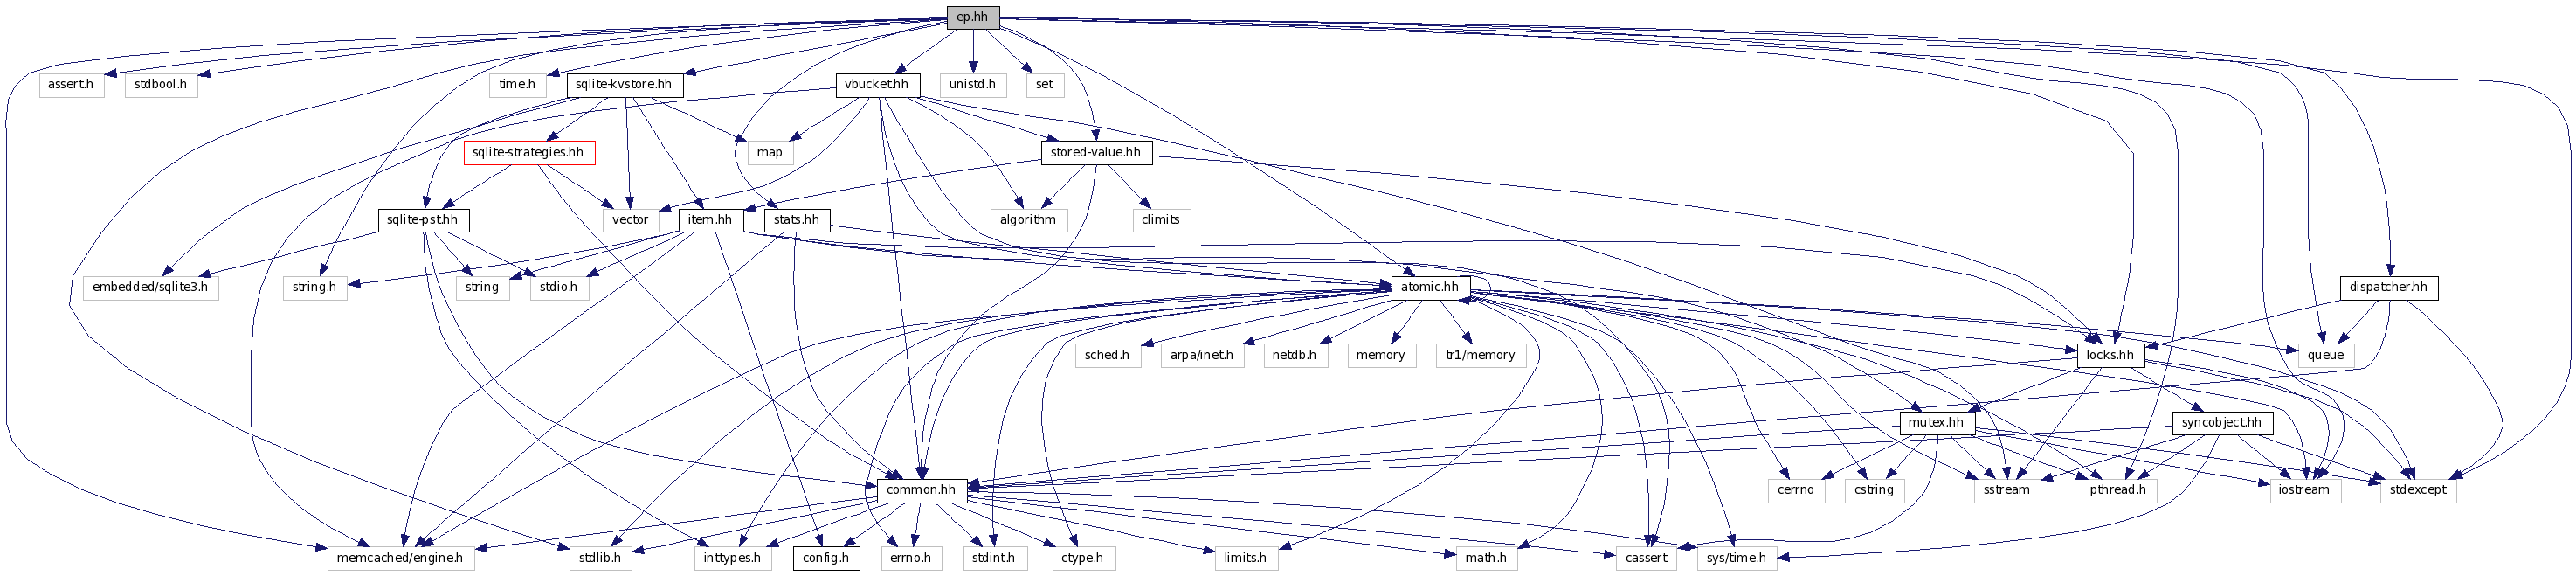 ep.hh
assert.h
stdbool.h
time.h
sqlite-kvstore.hh
vbucket.hh
unistd.h
set
sqlite-strategies.hh
map
stored-value.hh
sqlite-pst.hh
vector
item.hh
stats.hh
algorithm
climits
embedded/sqlite3.h
string.h
string
stdio.h
atomic.hh
dispatcher.hh
sched.h
arpa/inet.h
netdb.h
memory
tr1/memory
locks.hh
queue
mutex.hh
syncobject.hh
common.hh
cerrno
cstring
sstream
pthread.h
iostream
stdexcept
memcached/engine.h
stdlib.h
inttypes.h
config.h
errno.h
stdint.h
ctype.h
limits.h
math.h
cassert
sys/time.h